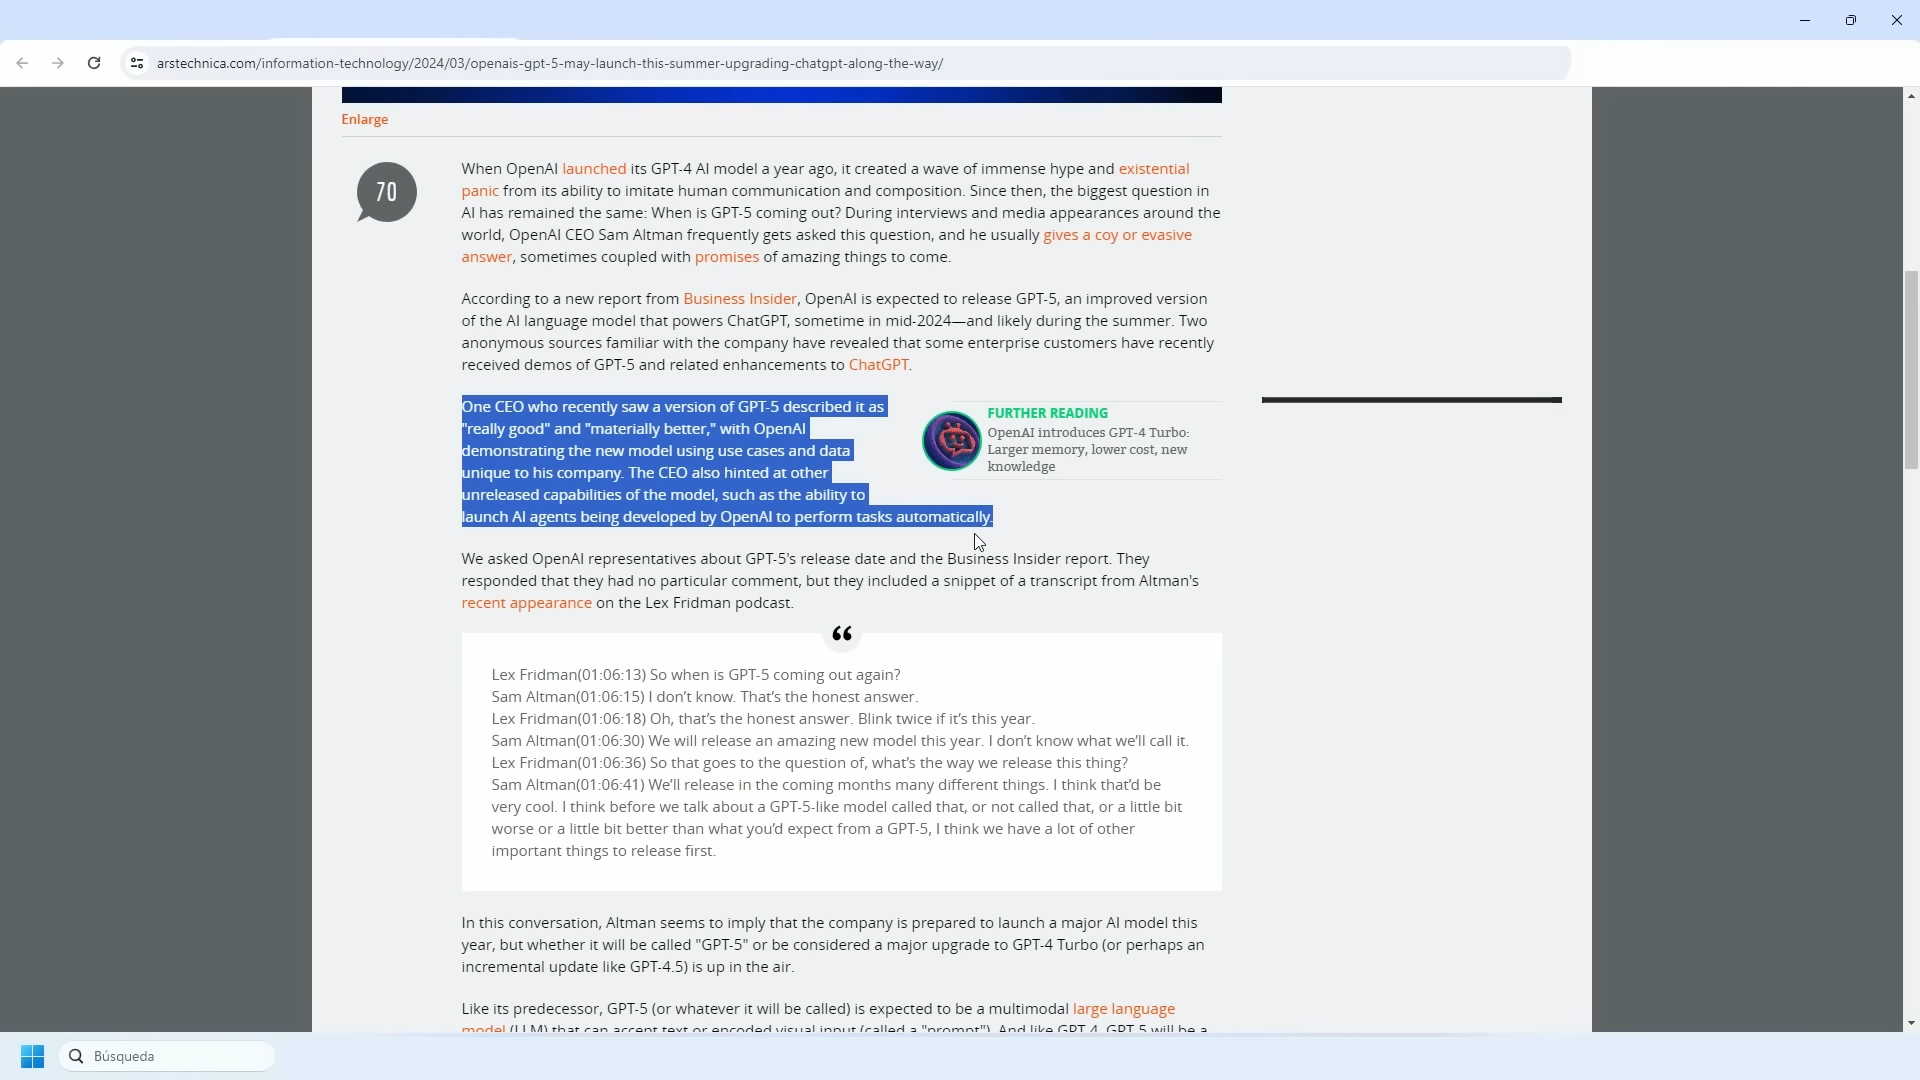 arstechnica.com/information-technology/2024/03/openais-gpt-5-may-launch-this-summer-upgrading-chatgpt-along-the-way/
Enlarge
70
When OpenAI launched its GPT-4 AI model a year ago, it created a wave of immense hype and existential
panic from its ability to imitate human communication and composition. Since then, the biggest question in
AI has remained the same: When is GPT-5 coming out? During interviews and media appearances around the
world, OpenAI CEO Sam Altman frequently gets asked this question, and he usually gives a coy or evasive
answer, sometimes coupled with promises of amazing things to come.
According to a new report from Business Insider, OpenAI is expected to release GPT-5, an improved version
of the AI language model that powers ChatGPT, sometime in mid-2024—and likely during the summer. Two
anonymous sources familiar with the company have revealed that some enterprise customers have recently
received demos of GPT-5 and related enhancements to ChatGPT.
One CEO who recently saw a version of GPT-5 described it as
"really good" and "materially better," with OpenAI
demonstrating the new model using use cases and data
unique to his company. The CEO also hinted at other
unreleased capabilities of the model, such as the ability to
launch AI agents being developed by OpenAI to perform tasks automatically.
FURTHER READING
OpenAI introduces GPT-4 Turbo:
Larger memory, lower cost, new
knowledge
We asked OpenAI representatives about GPT-5's release date and the Business Insider report. They
responded that they had no particular comment, but they included a snippet of a transcript from Altman's
recent appearance on the Lex Fridman podcast.
“
Lex Fridman(01:06:13) So when is GPT-5 coming out again?
Sam Altman(01:06:15) I don’t know. That’s the honest answer.
Lex Fridman(01:06:18) Oh, that’s the honest answer. Blink twice if it’s this year.
Sam Altman(01:06:30) We will release an amazing new model this year. I don’t know what we’ll call it.
Lex Fridman(01:06:36) So that goes to the question of, what’s the way we release this thing?
Sam Altman(01:06:41) We’ll release in the coming months many different things. I think that’d be
very cool. I think before we talk about a GPT-5-like model called that, or not called that, or a little bit
worse or a little bit better than what you’d expect from a GPT-5, I think we have a lot of other
important things to release first.
In this conversation, Altman seems to imply that the company is prepared to launch a major AI model this
year, but whether it will be called "GPT-5" or be considered a major upgrade to GPT-4 Turbo (or perhaps an
incremental update like GPT-4.5) is up in the air.
Like its predecessor, GPT-5 (or whatever it will be called) is expected to be a multimodal large language
model (LLM) that can accept text or encoded visual input (called a "prompt"). And like GPT-4, GPT-5 will be a
Búsqueda